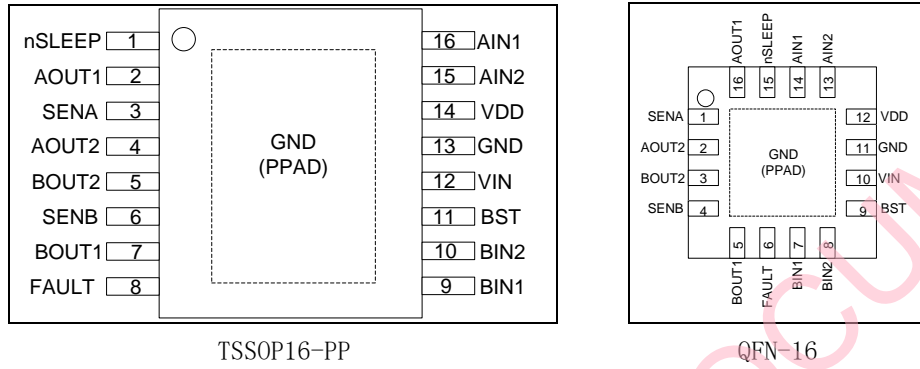 nSLEEP 1 16 AIN1
AOUT1 2 15 AIN2
SENA 3 14 VDD
AOUT2 4 13 GND
BOUT2 5 12 VIN
SENB 6 11 BST
BOUT1 7 10 BIN2
FAULT 8 9 BIN1
GND
(PPAD)
TSSOP16-PP
AOUT1 nSLEEP AIN1 AIN2
16 15 14 13
SENA 1 12 VDD
AOUT2 2 11 GND
BOUT2 3 10 VIN
SENB 4 9 BST
GND
(PPAD)
5 6 7 8
BOUT1 FAULT BIN1 BIN2
QFN-16